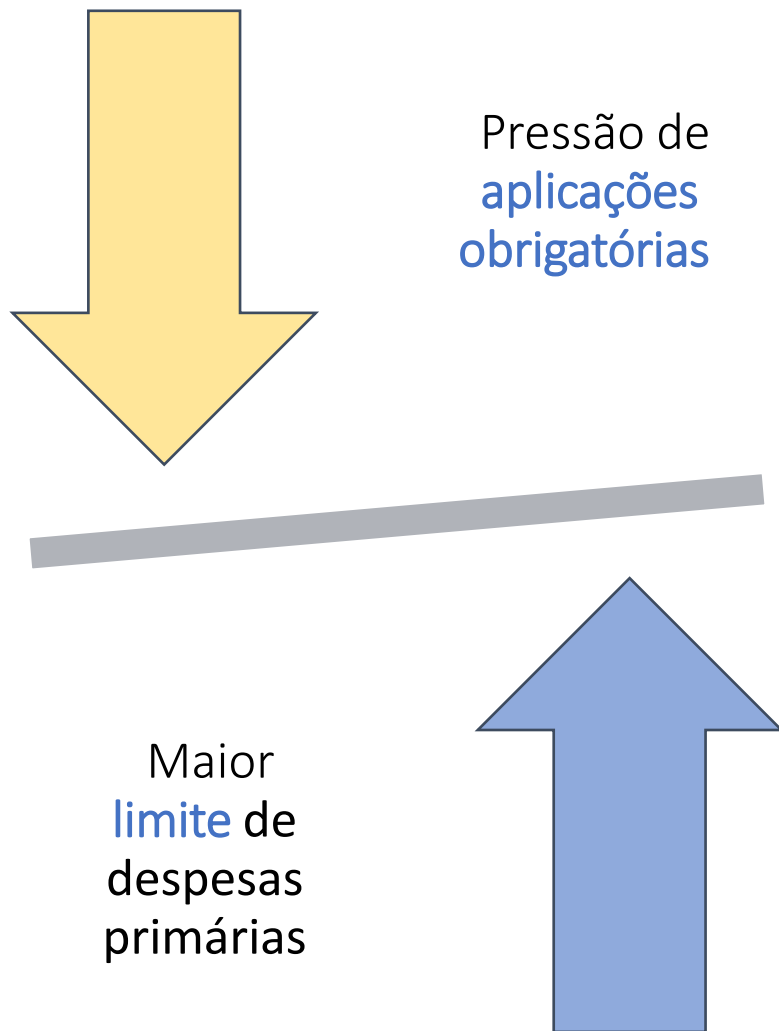 Pressão de
aplicações
obrigatórias
Maior
limite de
despesas
primárias